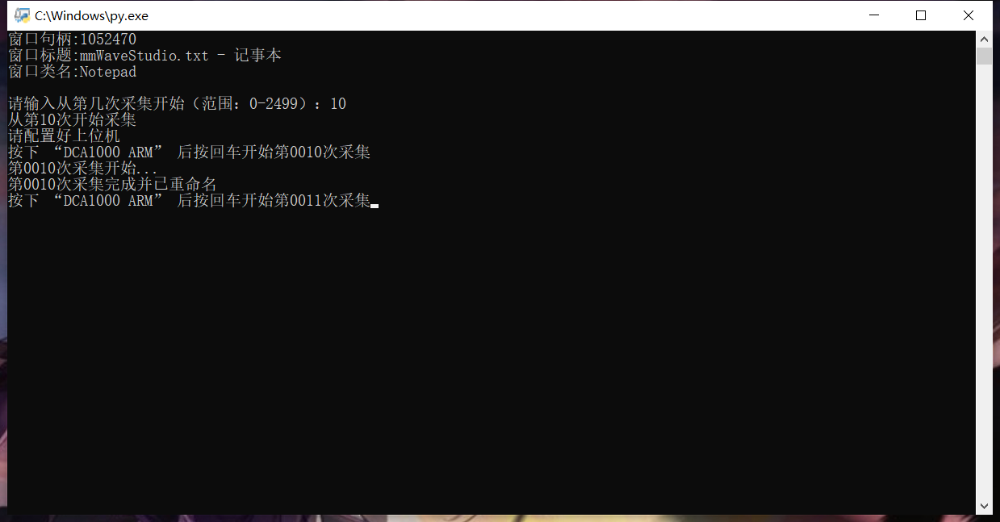 C:\Windows\py.exe
窗口句柄:1052470
窗口标题:mmWaveStudio.txt - 记事本
窗口类名:Notepad
请输入从第几次采集开始（范围：0-2499）：10
从第10次开始采集
请配置好上位机
按下 “DCA1000 ARM” 后按回车开始第0010次采集
第0010次采集开始...
第0010次采集完成并已重命名
按下 “DCA1000 ARM” 后按回车开始第0011次采集